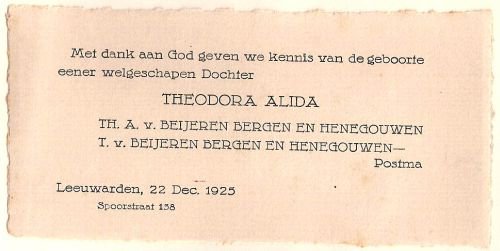 Met dank aan God geven we kennis van de geboorte
eener welgeschapen Dochter
THEODORA ALIDA
TH. A. v. BEIJEREN BERGEN EN HENEGOUWEN
T. v. BEIJEREN BERGEN EN HENEGOUWEN—
Postma
Leeuwarden, 22 Dec. 1925
Spoorstraat 138